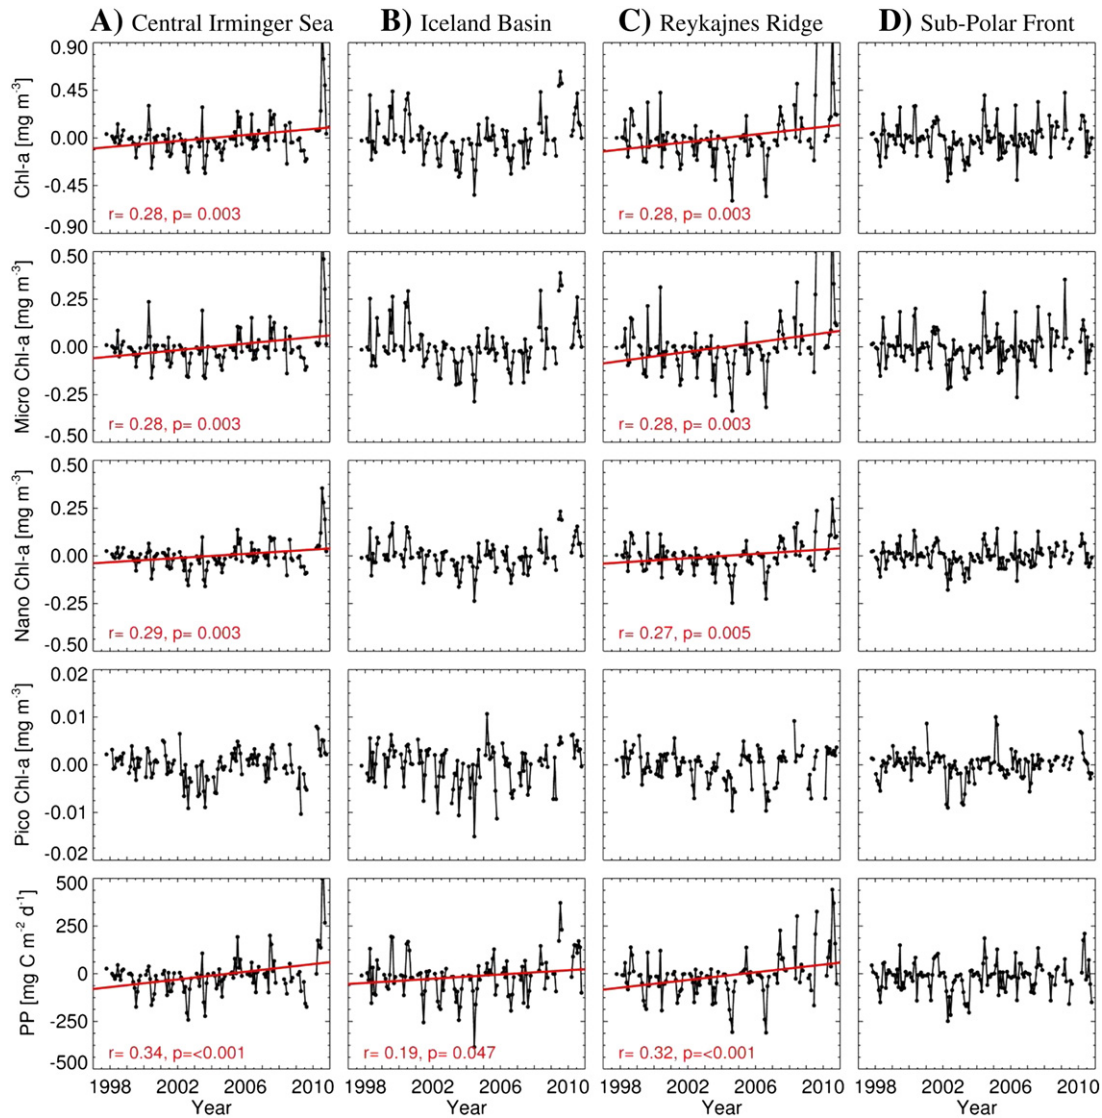 A) Central Irminger Sea B) Iceland Basin C) Reykajnes Ridge D) Sub-Polar Front
Chl-a [mg m-3]
0.90
0.45
0.00
-0.45
-0.90
r= 0.28, p= 0.003 r= 0.28, p= 0.003
Micro Chl-a [mg m-3]
0.50
0.25
0.00
-0.25
-0.50
r= 0.28, p= 0.003 r= 0.28, p= 0.003
Nano Chl-a [mg m-3]
0.50
0.25
0.00
-0.25
-0.50
r= 0.29, p= 0.003 r= 0.27, p= 0.005
Pico Chl-a [mg m-3]
0.02
0.01
0.00
-0.01
-0.02
PP [mg C m-2 d-1]
500
250
0
-250
-500
r= 0.34, p=<0.001 r= 0.19, p= 0.047 r= 0.32, p=<0.001
1998 2002 2006 2010 1998 2002 2006 2010 1998 2002 2006 2010 1998 2002 2006 2010
Year Year Year Year